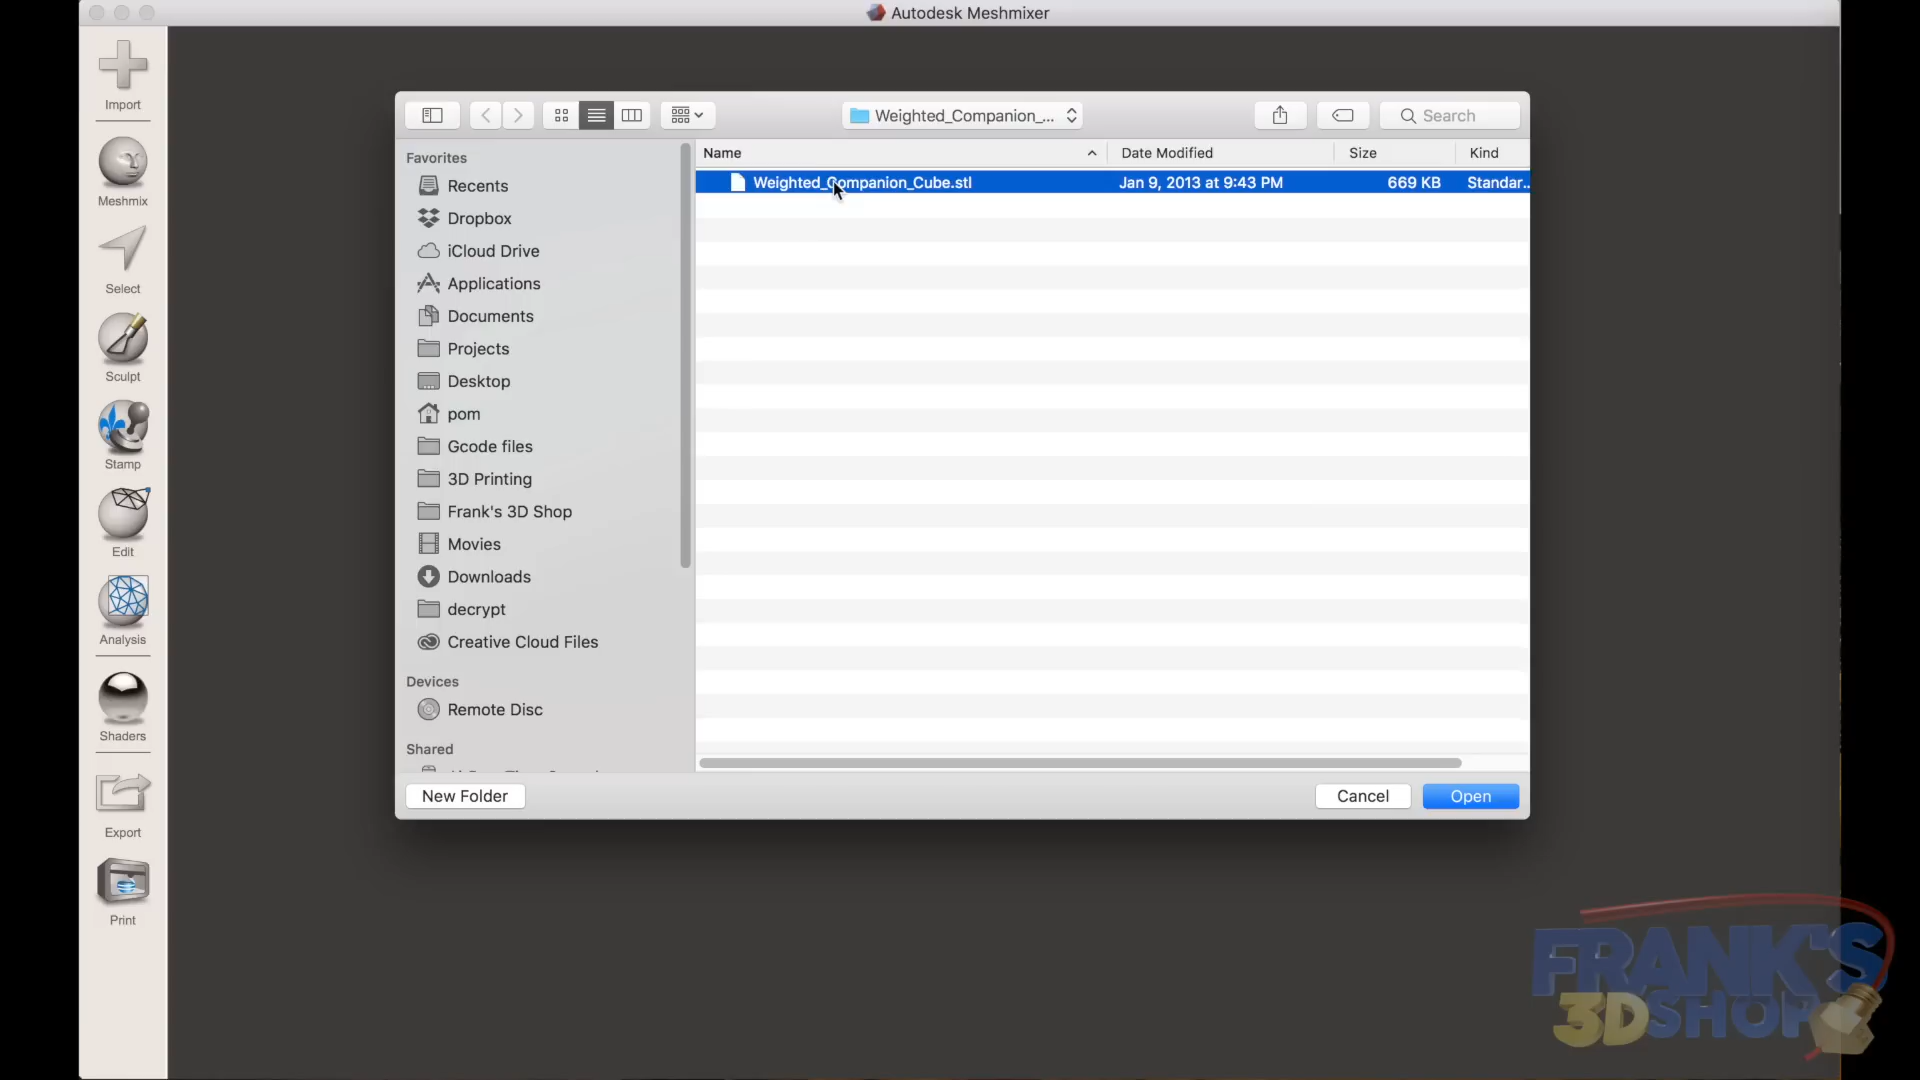 Autodesk Meshmixer
Import
Meshmix
Select
Sculpt
Stamp
Edit
Analysis
Shaders
Export
Print
Weighted_Companion_...
Search
Favorites
Recents
Dropbox
iCloud Drive
Applications
Documents
Projects
Desktop
pom
Gcode files
3D Printing
Frank's 3D Shop
Movies
Downloads
decrypt
Creative Cloud Files
Devices
Remote Disc
Shared
Name Date Modified Size Kind
Weighted_Companion_Cube.stl Jan 9, 2013 at 9:43 PM 669 KB Standar..
New Folder Cancel Open
FRANK'S
3DSHOP